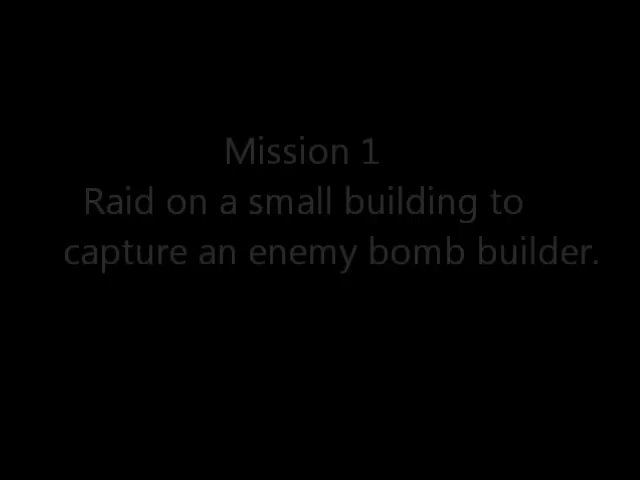 Mission 1
Raid on a small building to
capture an enemy bomb builder.